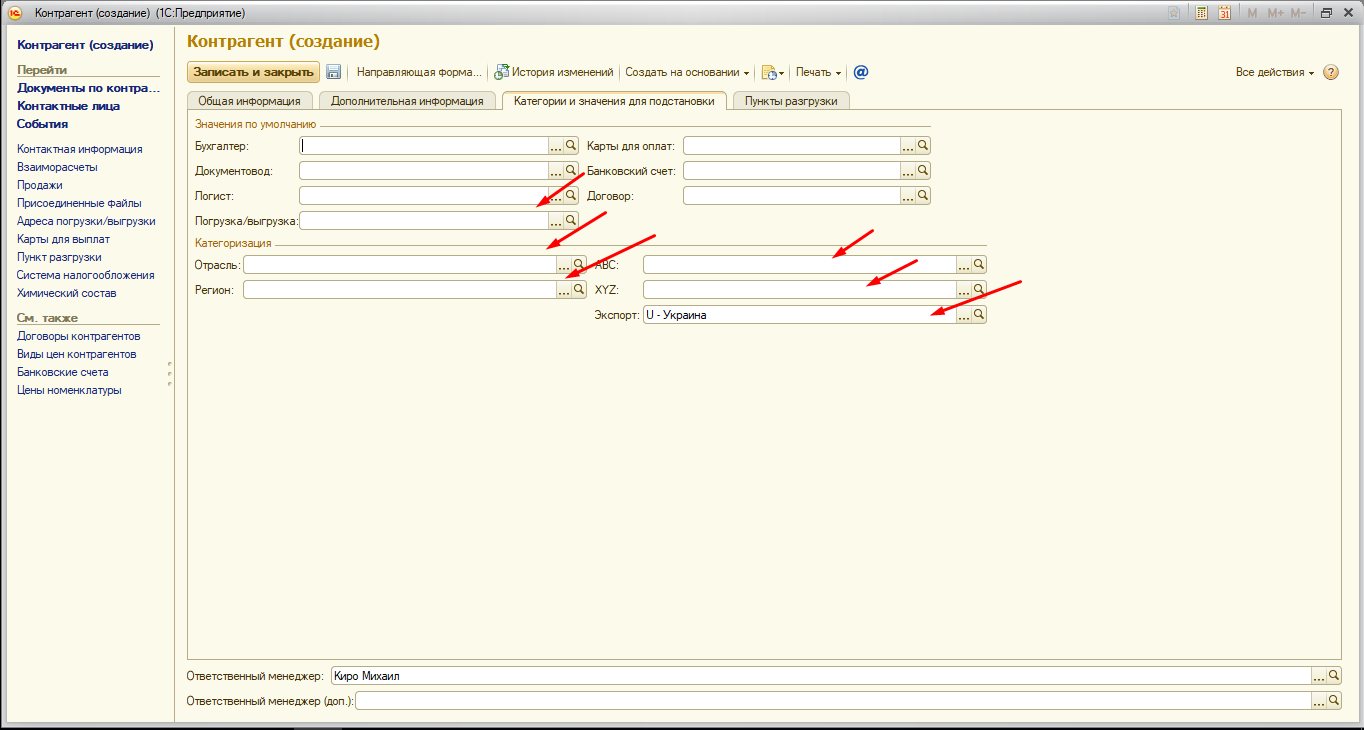 Контрагент (создание) (1С:Предприятие)
31 M M+ M-
Контрагент (создание)
Перейти
Документы по контра...
Контактные лица
События
Контактная информация
Взаиморасчеты
Продажи
Присоединенные файлы
Адреса погрузки/выгрузки
Карты для выплат
Пункт разгрузки
Система налогообложения
Химический состав
См. также
Договоры контрагентов
Виды цен контрагентов
Банковские счета
Цены номенклатуры
Контрагент (создание)
Записать и закрыть Направляющая форма... История изменений Создать на основании Печать @ Все действия ?
Общая информация Дополнительная информация Категории и значения для подстановки Пункты разгрузки
Значения по умолчанию
Бухгалтер: ... Карты для оплат: ...
Документовод: ... Банковский счет: ...
Логист: ... Договор: ...
Погрузка/выгрузка: ...
Категоризация
Отрасль: ... ABC: ...
Регион: ... XYZ: ...
Экспорт: U - Украина ...
Ответственный менеджер: Киро Михаил ...
Ответственный менеджер (доп.): ...